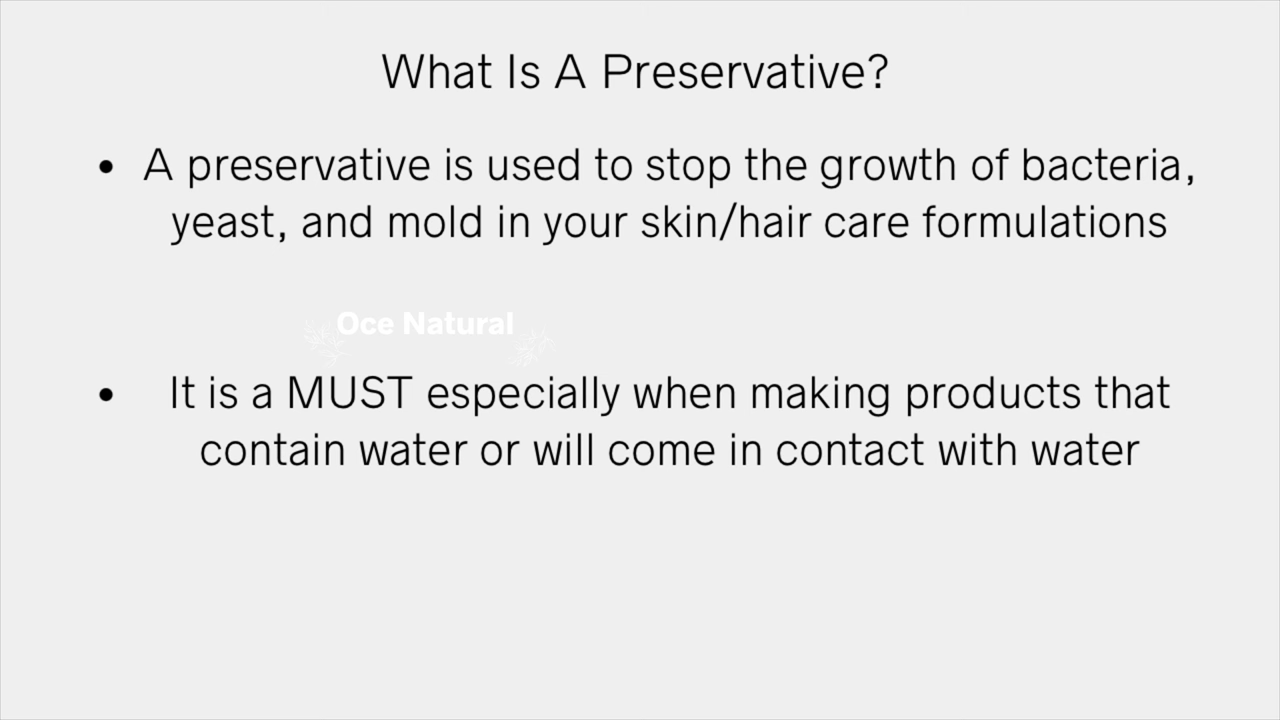 What Is A Preservative?
• A preservative is used to stop the growth of bacteria,
yeast, and mold in your skin/hair care formulations
Oce Natural
• It is a MUST especially when making products that
contain water or will come in contact with water